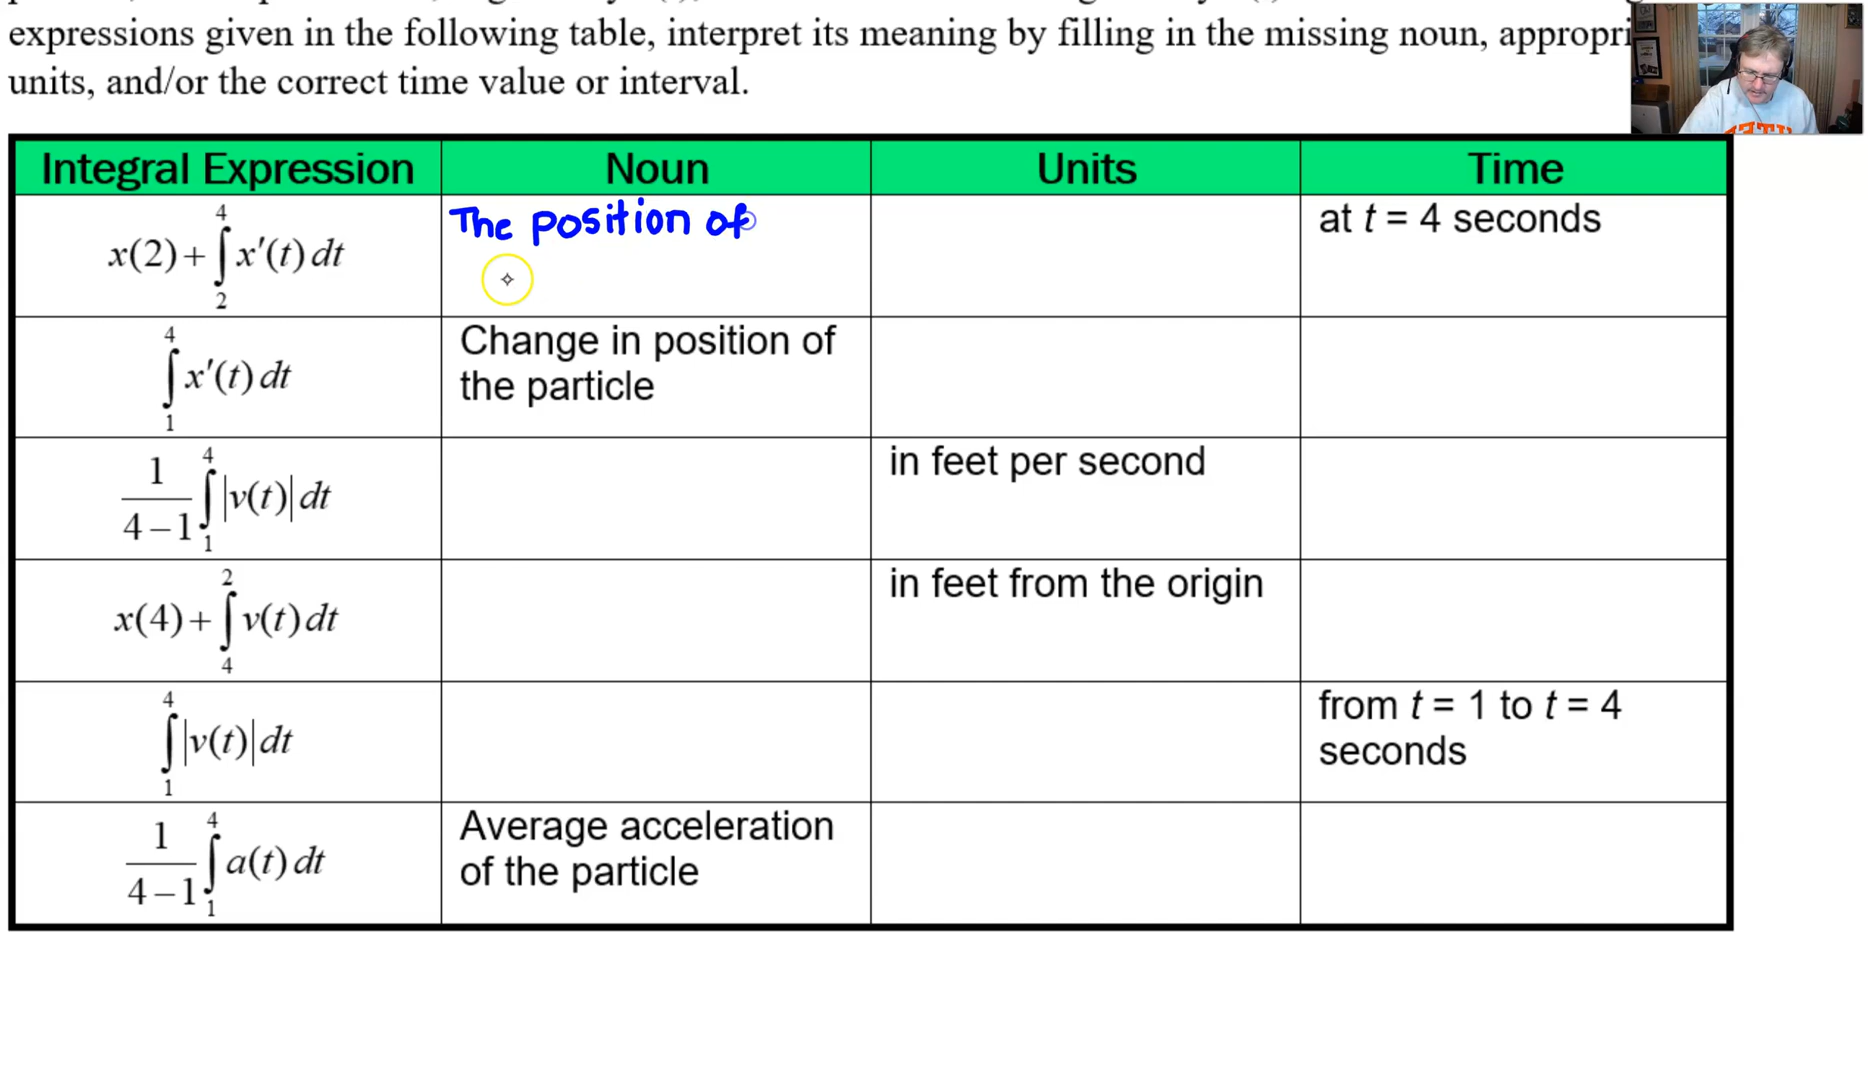 expressions given in the following table, interpret its meaning by filling in the missing noun,
units, and/or the correct time value or interval.
Integral Expression Noun Units Time
x(2) + ∫₂⁴ x′(t) dt The position of at t = 4 seconds
∫₁⁴ x′(t) dt Change in position of
the particle
1/(4 − 1) ∫₁⁴ |v(t)| dt in feet per second
x(4) + ∫₄² v(t) dt in feet from the origin
∫₁⁴ |v(t)| dt from t = 1 to t = 4
seconds
1/(4 − 1) ∫₁⁴ a(t) dt Average acceleration
of the particle